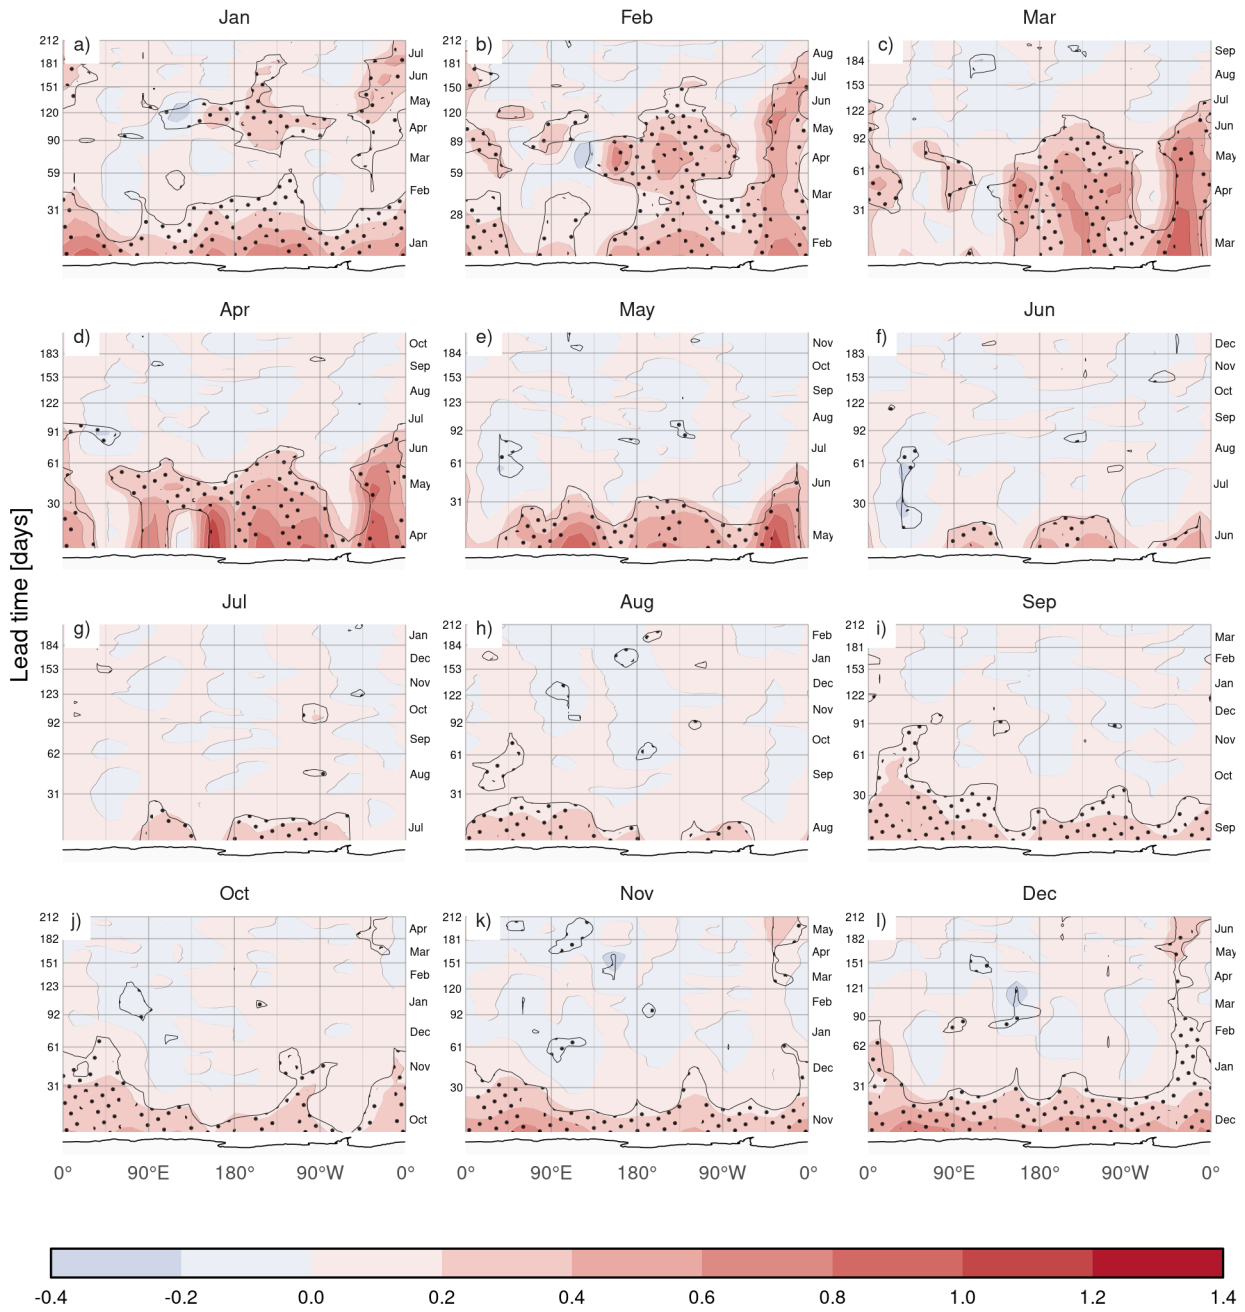 Jan Feb Mar
a) b) c)
212 181 151 120 90 59 31
Jul Jun May Apr Mar Feb Jan
212 181 150 120 89 59 28
Aug Jul Jun May Apr Mar Feb
184 153 122 92 61 31
Sep Aug Jul Jun May Apr Mar
Apr May Jun
d) e) f)
183 153 122 91 61 30
Oct Sep Aug Jul Jun May Apr
184 153 123 92 61 31
Nov Oct Sep Aug Jul Jun May
183 153 122 92 61 30
Dec Nov Oct Sep Aug Jul Jun
Lead time [days]
Jul Aug Sep
g) h) i)
184 153 123 92 62 31
Jan Dec Nov Oct Sep Aug Jul
212 184 153 122 92 61 31
Feb Jan Dec Nov Oct Sep Aug
212 181 153 122 91 61 30
Mar Feb Jan Dec Nov Oct Sep
Oct Nov Dec
j) k) l)
212 182 151 123 92 61 31
Apr Mar Feb Jan Dec Nov Oct
212 181 151 120 92 61 30
May Apr Mar Feb Jan Dec Nov
212 182 151 121 90 62 31
Jun May Apr Mar Feb Jan Dec
0° 90°E 180° 90°W 0° 0° 90°E 180° 90°W 0° 0° 90°E 180° 90°W 0°
-0.4 -0.2 0.0 0.2 0.4 0.6 0.8 1.0 1.2 1.4